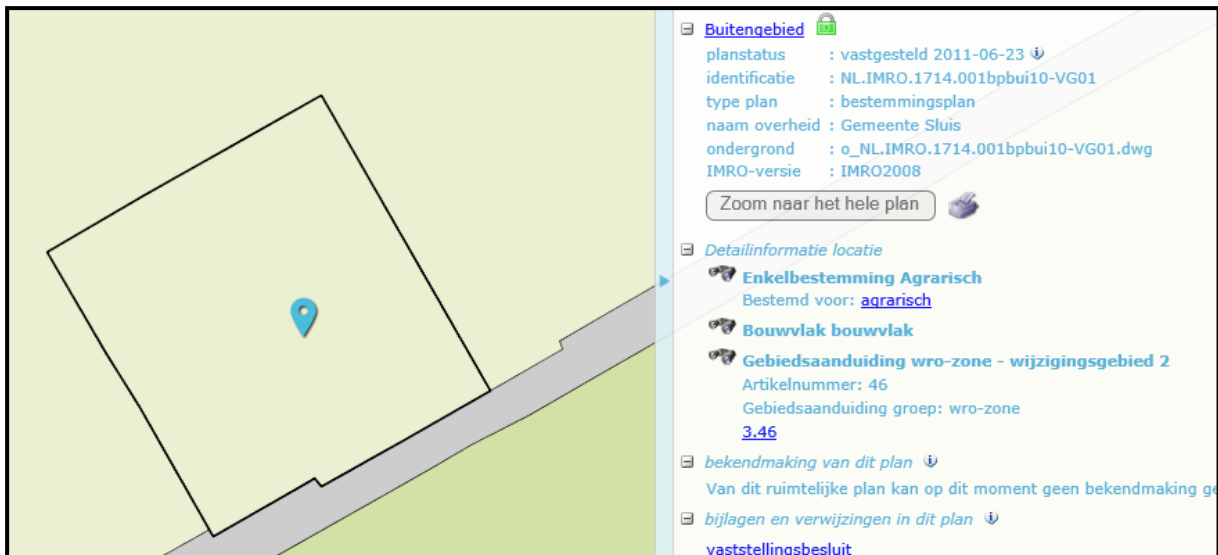 Buitengebied
planstatus : vastgesteld 2011-06-23
identificatie : NL.IMRO.1714.001bpbui10-VG01
type plan : bestemmingsplan
naam overheid : Gemeente Sluis
ondergrond : o_NL.IMRO.1714.001bpbui10-VG01.dwg
IMRO-versie : IMRO2008
Zoom naar het hele plan
Detailinformatie locatie
Enkelbestemming Agrarisch
Bestemd voor: agrarisch
Bouwvlak bouwvlak
Gebiedsaanduiding wro-zone - wijzigingsgebied 2
Artikelnummer: 46
Gebiedsaanduiding groep: wro-zone
3.46
bekendmaking van dit plan
Van dit ruimtelijke plan kan op dit moment geen bekendmaking ge
bijlagen en verwijzingen in dit plan
vaststellingsbesluit